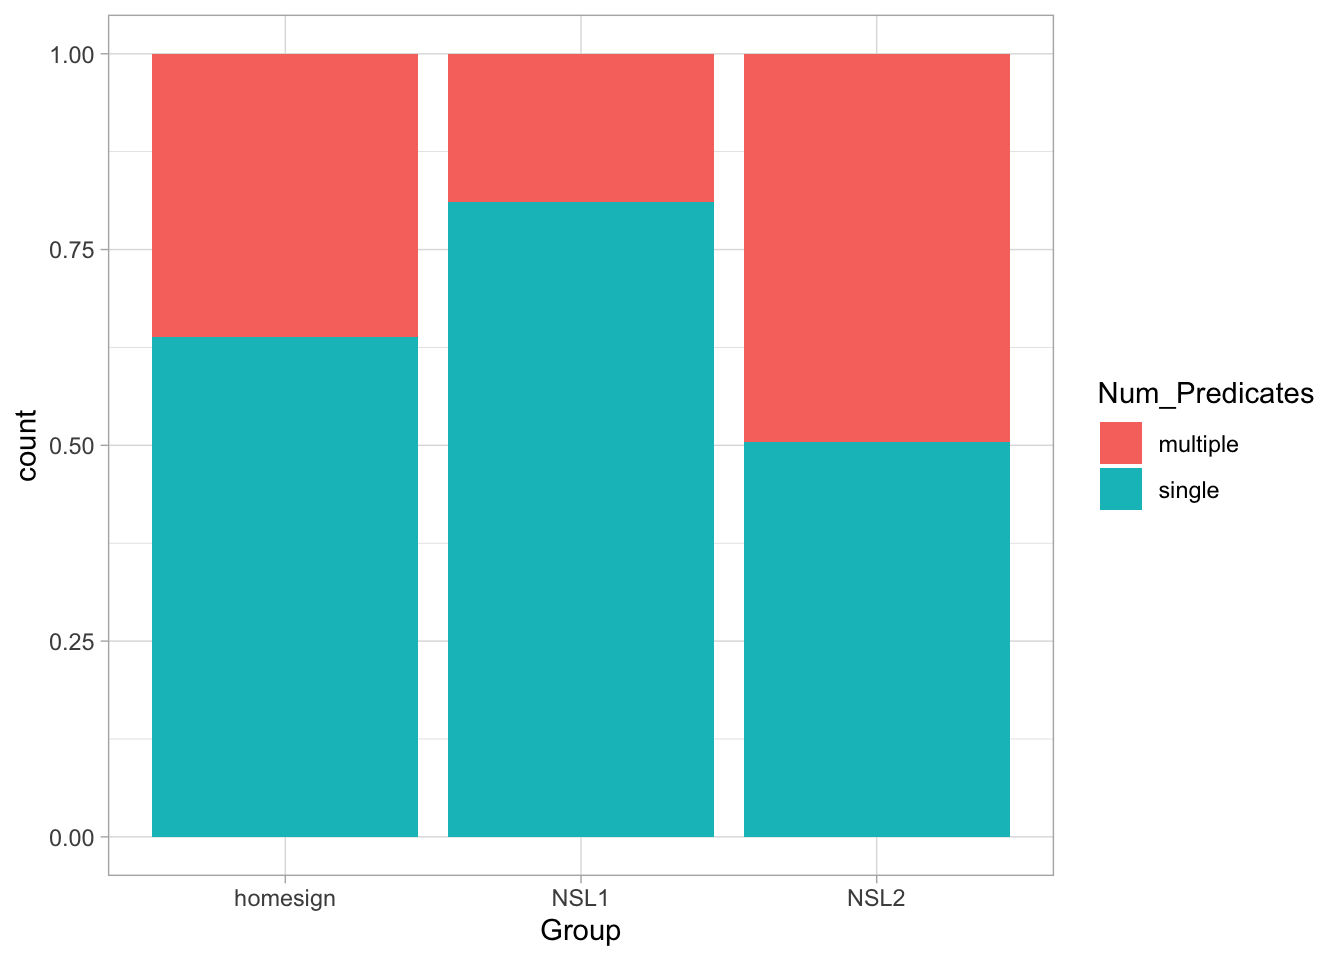 1.00
0.75
0.50
0.25
0.00
count
homesign NSL1 NSL2
Group
Num_Predicates
multiple
single